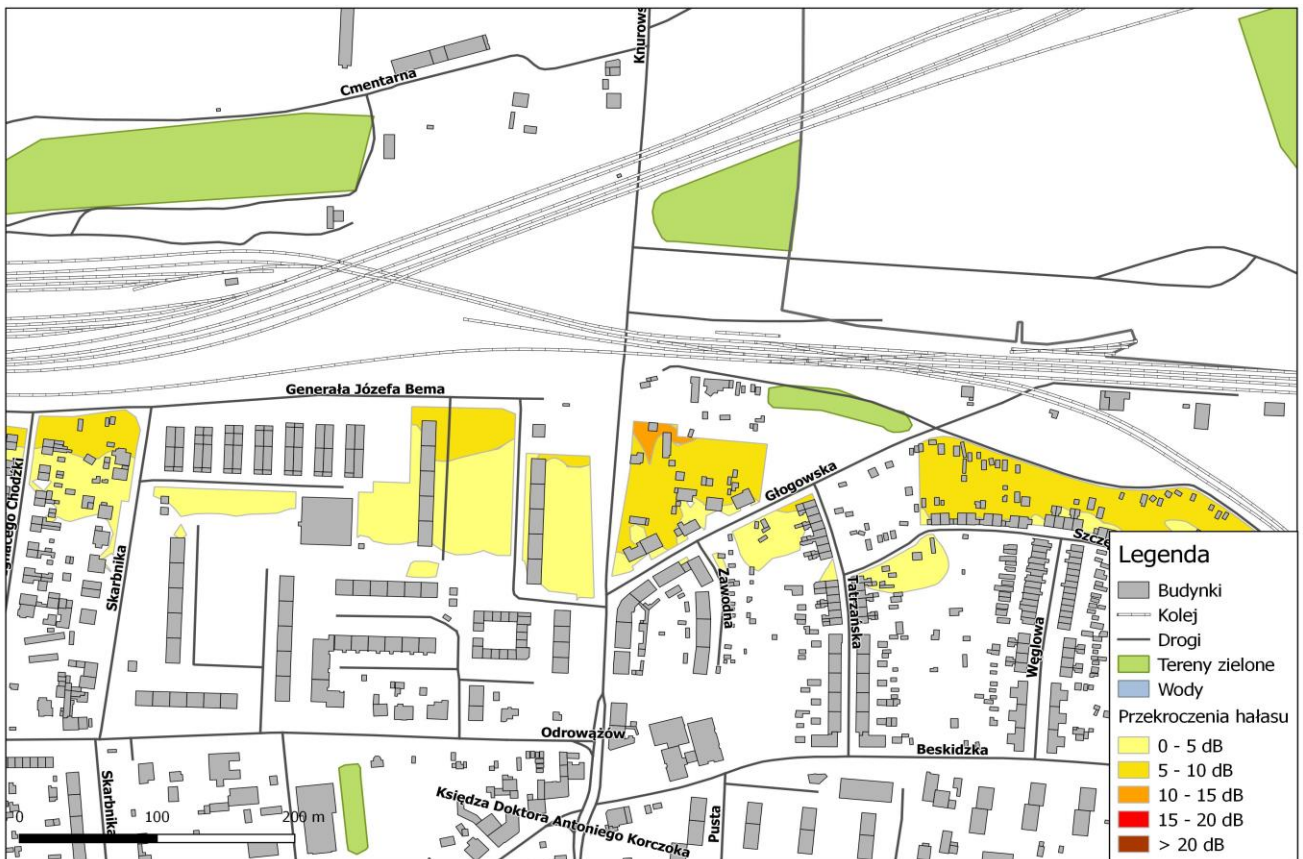 Knurows
Cmentarna
Generała Józefa Bema
Głogowska
Skarbnika
Zawodna
Tatrzańska
Węglowa
Szczę
Odrowążów
Beskidzka
Skarbnika
Księdza Doktora Antoniego Korczoka
Pusta
0 100 200 m
Legenda
Budynki
Kolej
Drogi
Tereny zielone
Wody
Przekroczenia hałasu
0 - 5 dB
5 - 10 dB
10 - 15 dB
15 - 20 dB
> 20 dB